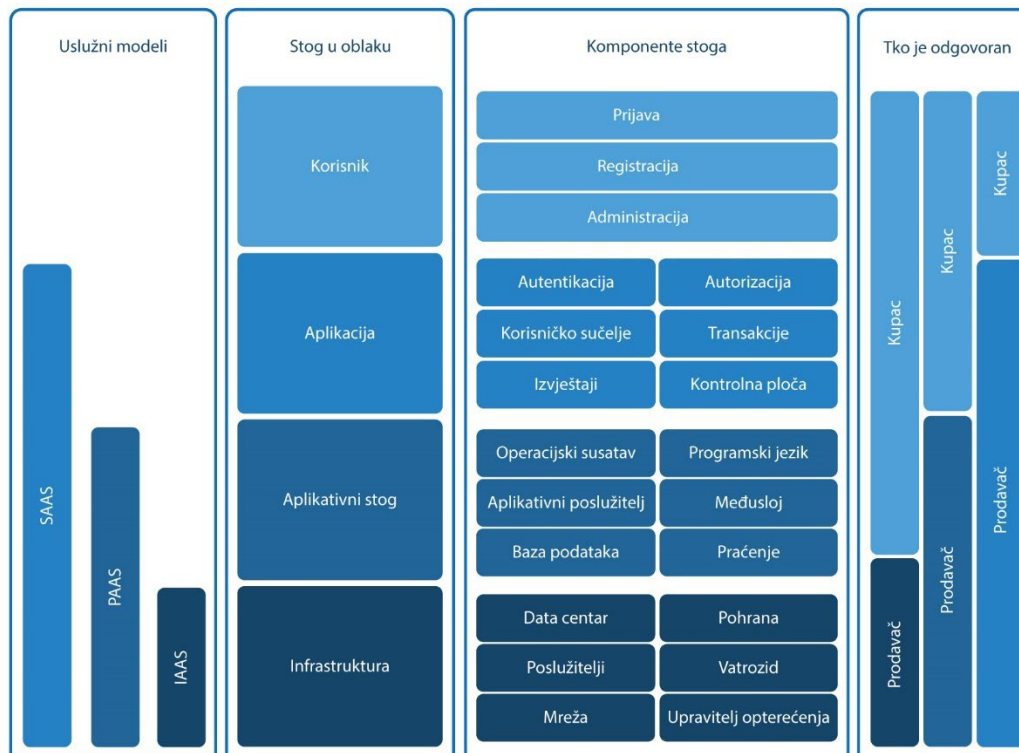 Uslužni modeli
SAAS
PAAS
IAAS
Stog u oblaku
Korisnik
Aplikacija
Aplikativni stog
Infrastruktura
Komponente stoga
Prijava
Registracija
Administracija
Autentikacija
Autorizacija
Korisničko sučelje
Transakcije
Izvještaji
Kontrolna ploča
Operacijski susatav
Programski jezik
Aplikativni poslužitelj
Međusloj
Baza podataka
Praćenje
Data centar
Pohrana
Poslužitelji
Vatrozid
Mreža
Upravitelj opterećenja
Tko je odgovoran
Kupac
Prodavač
Kupac
Prodavač
Kupac
Prodavač